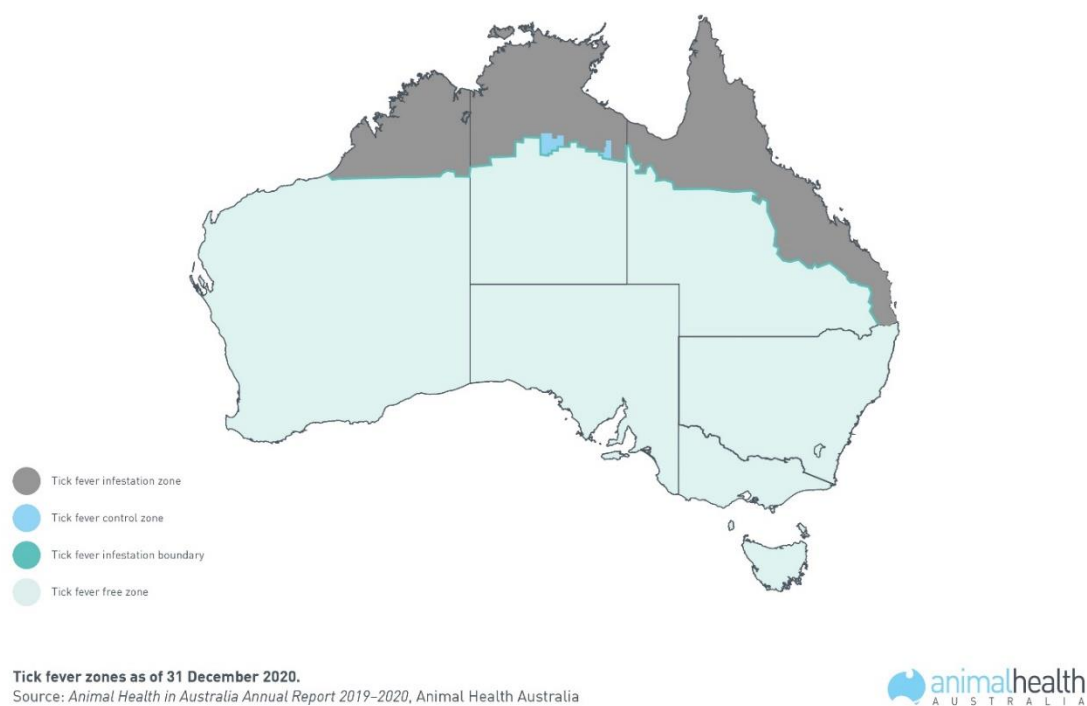 Tick fever infestation zone
Tick fever control zone
Tick fever infestation boundary
Tick fever free zone
Tick fever zones as of 31 December 2020.
Source: Animal Health in Australia Annual Report 2019–2020, Animal Health Australia
animalhealth
AUSTRALIA